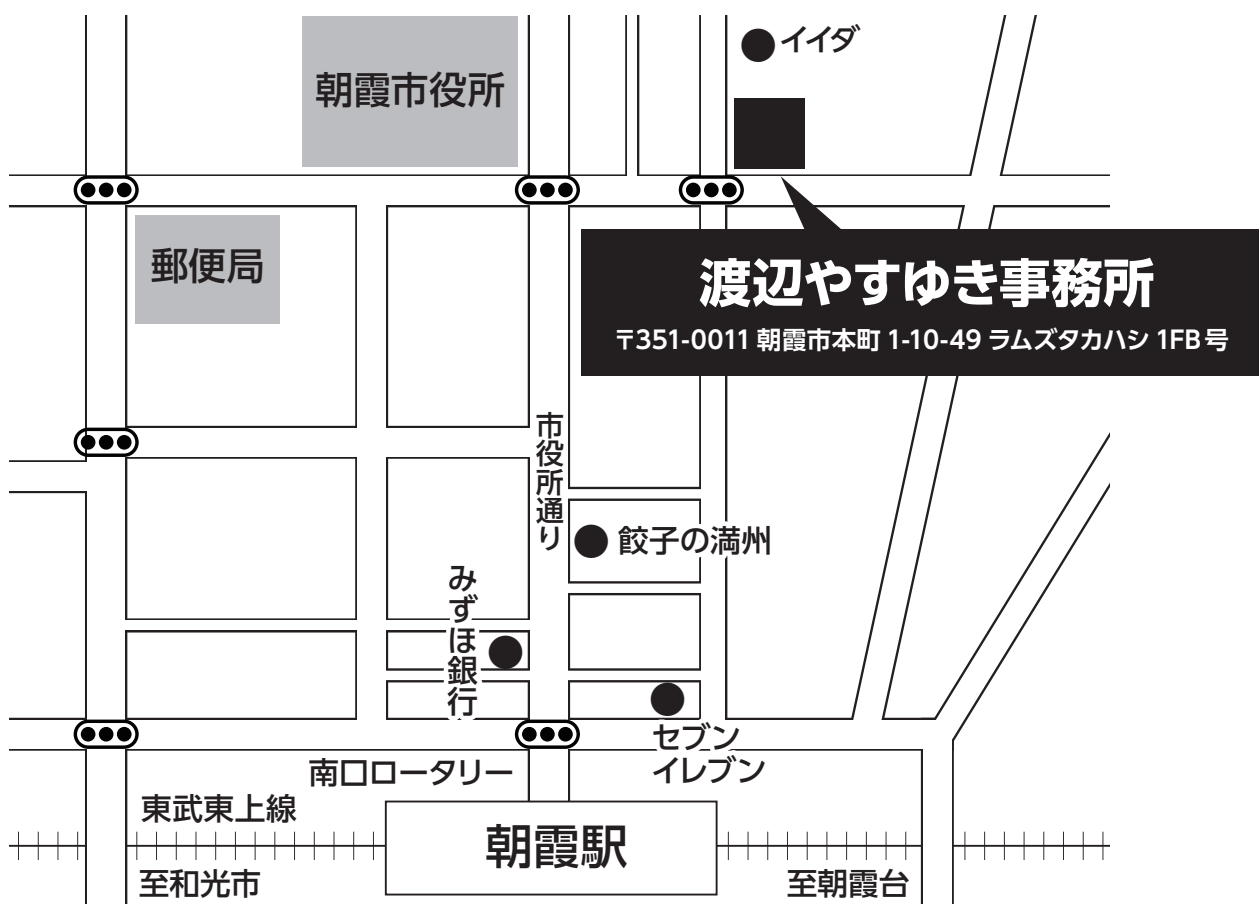 イイダ
朝霞市役所
郵便局
渡辺やすゆき事務所
〒351-0011 朝霞市本町 1-10-49 ラムズタカハシ 1FB号
市役所通り
餃子の満州
みずほ銀行
セブン
イレブン
南口ロータリー
東武東上線
朝霞駅
至和光市
至朝霞台